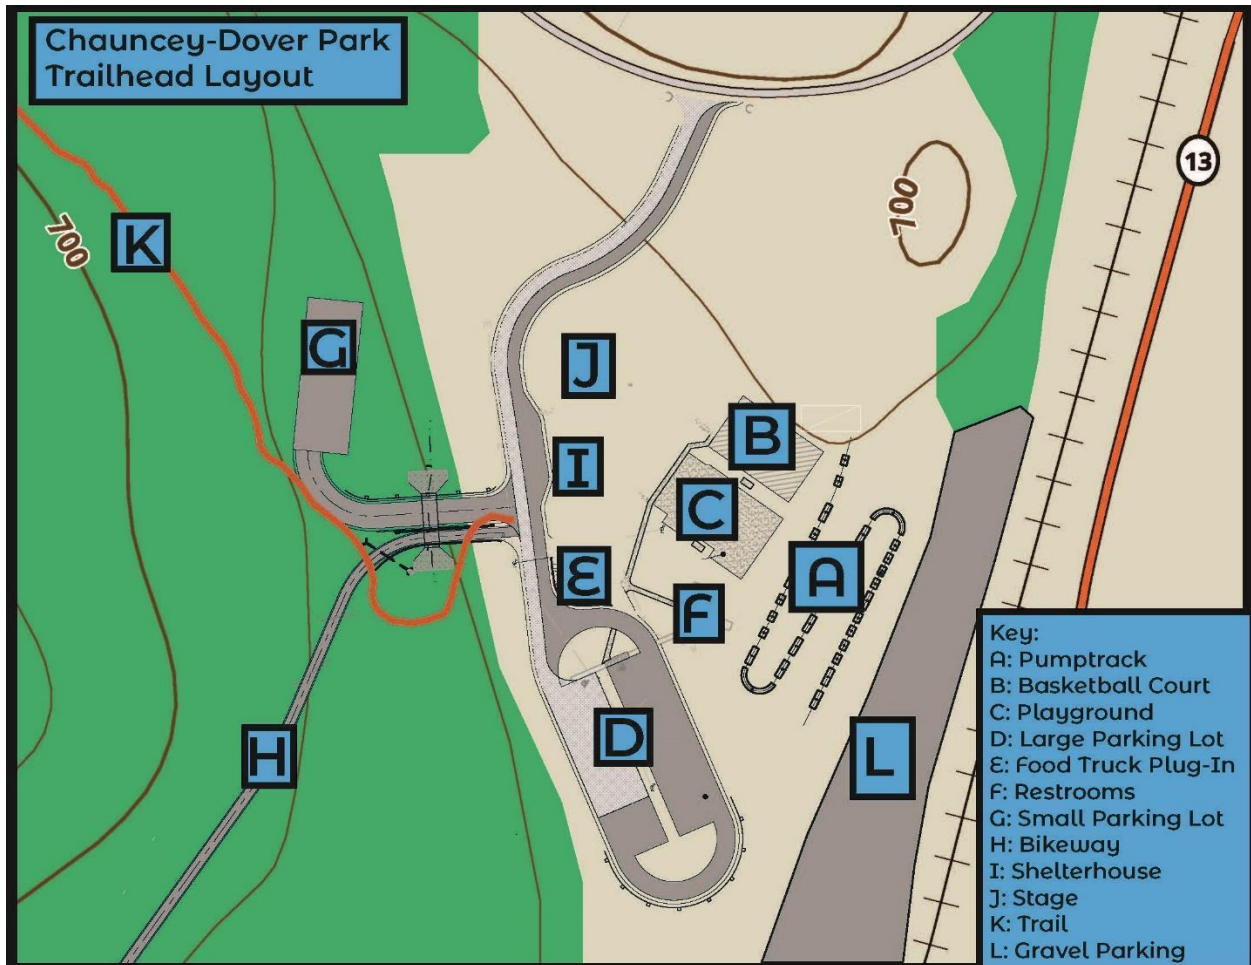 Chauncey-Dover Park
Trailhead Layout
13
700
700
K
G
J
B
I
C
A
E
F
H
D
L
Key:
A: Pumptrack
B: Basketball Court
C: Playground
D: Large Parking Lot
E: Food Truck Plug-In
F: Restrooms
G: Small Parking Lot
H: Bikeway
I: Shelterhouse
J: Stage
K: Trail
L: Gravel Parking